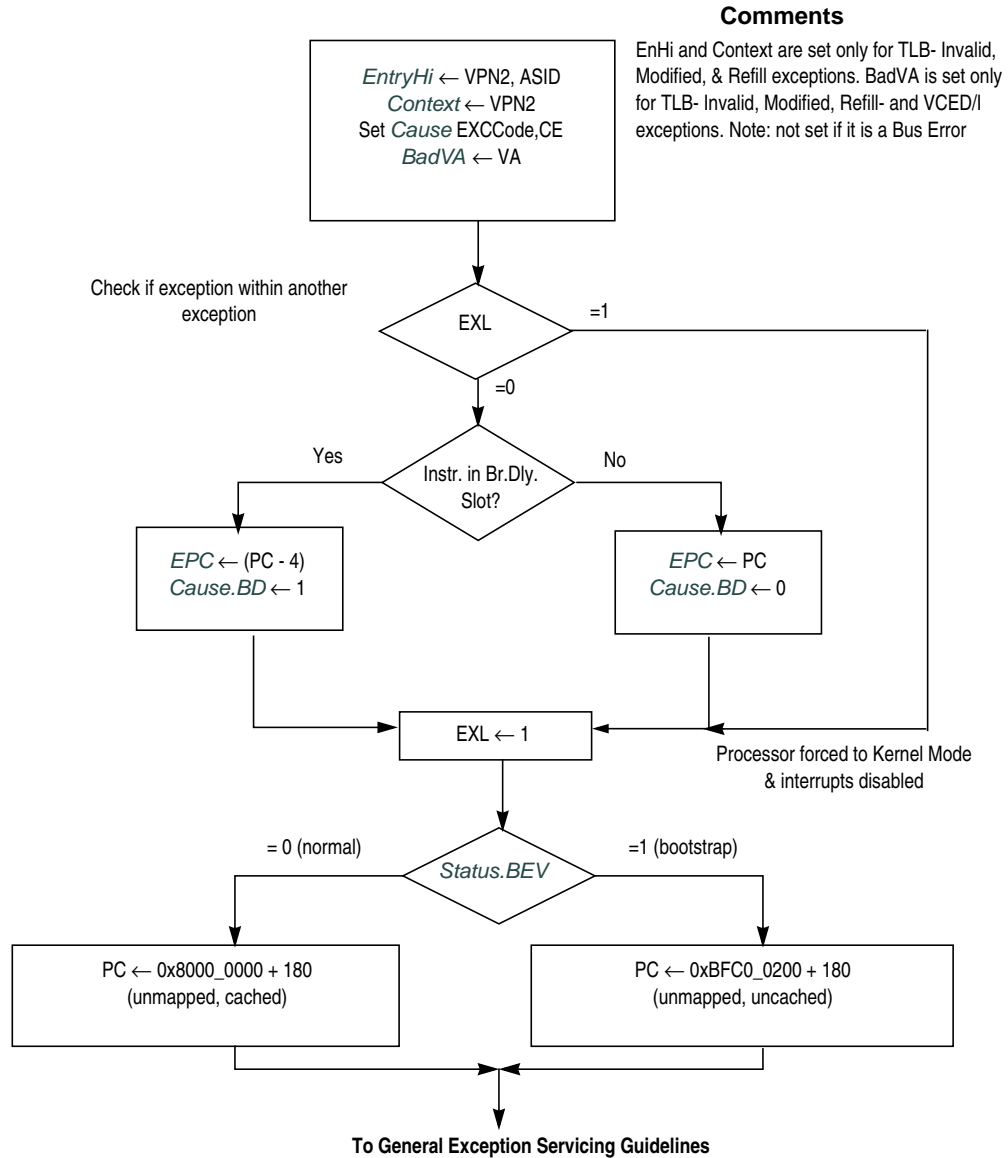 Comments
EnHi and Context are set only for TLB- Invalid,
Modified, & Refill exceptions. BadVA is set only
for TLB- Invalid, Modified, Refill- and VCED/I
exceptions. Note: not set if it is a Bus Error
EntryHi ← VPN2, ASID
Context ← VPN2
Set Cause EXCCode,CE
BadVA ← VA
Check if exception within another
exception
EXL
=1
=0
Instr. in Br.Dly.
Slot?
Yes
No
EPC ← (PC - 4)
Cause.BD ← 1
EPC ← PC
Cause.BD ← 0
EXL ← 1
Processor forced to Kernel Mode
& interrupts disabled
= 0 (normal)
Status.BEV
=1 (bootstrap)
PC ← 0x8000_0000 + 180
(unmapped, cached)
PC ← 0xBFC0_0200 + 180
(unmapped, uncached)
To General Exception Servicing Guidelines